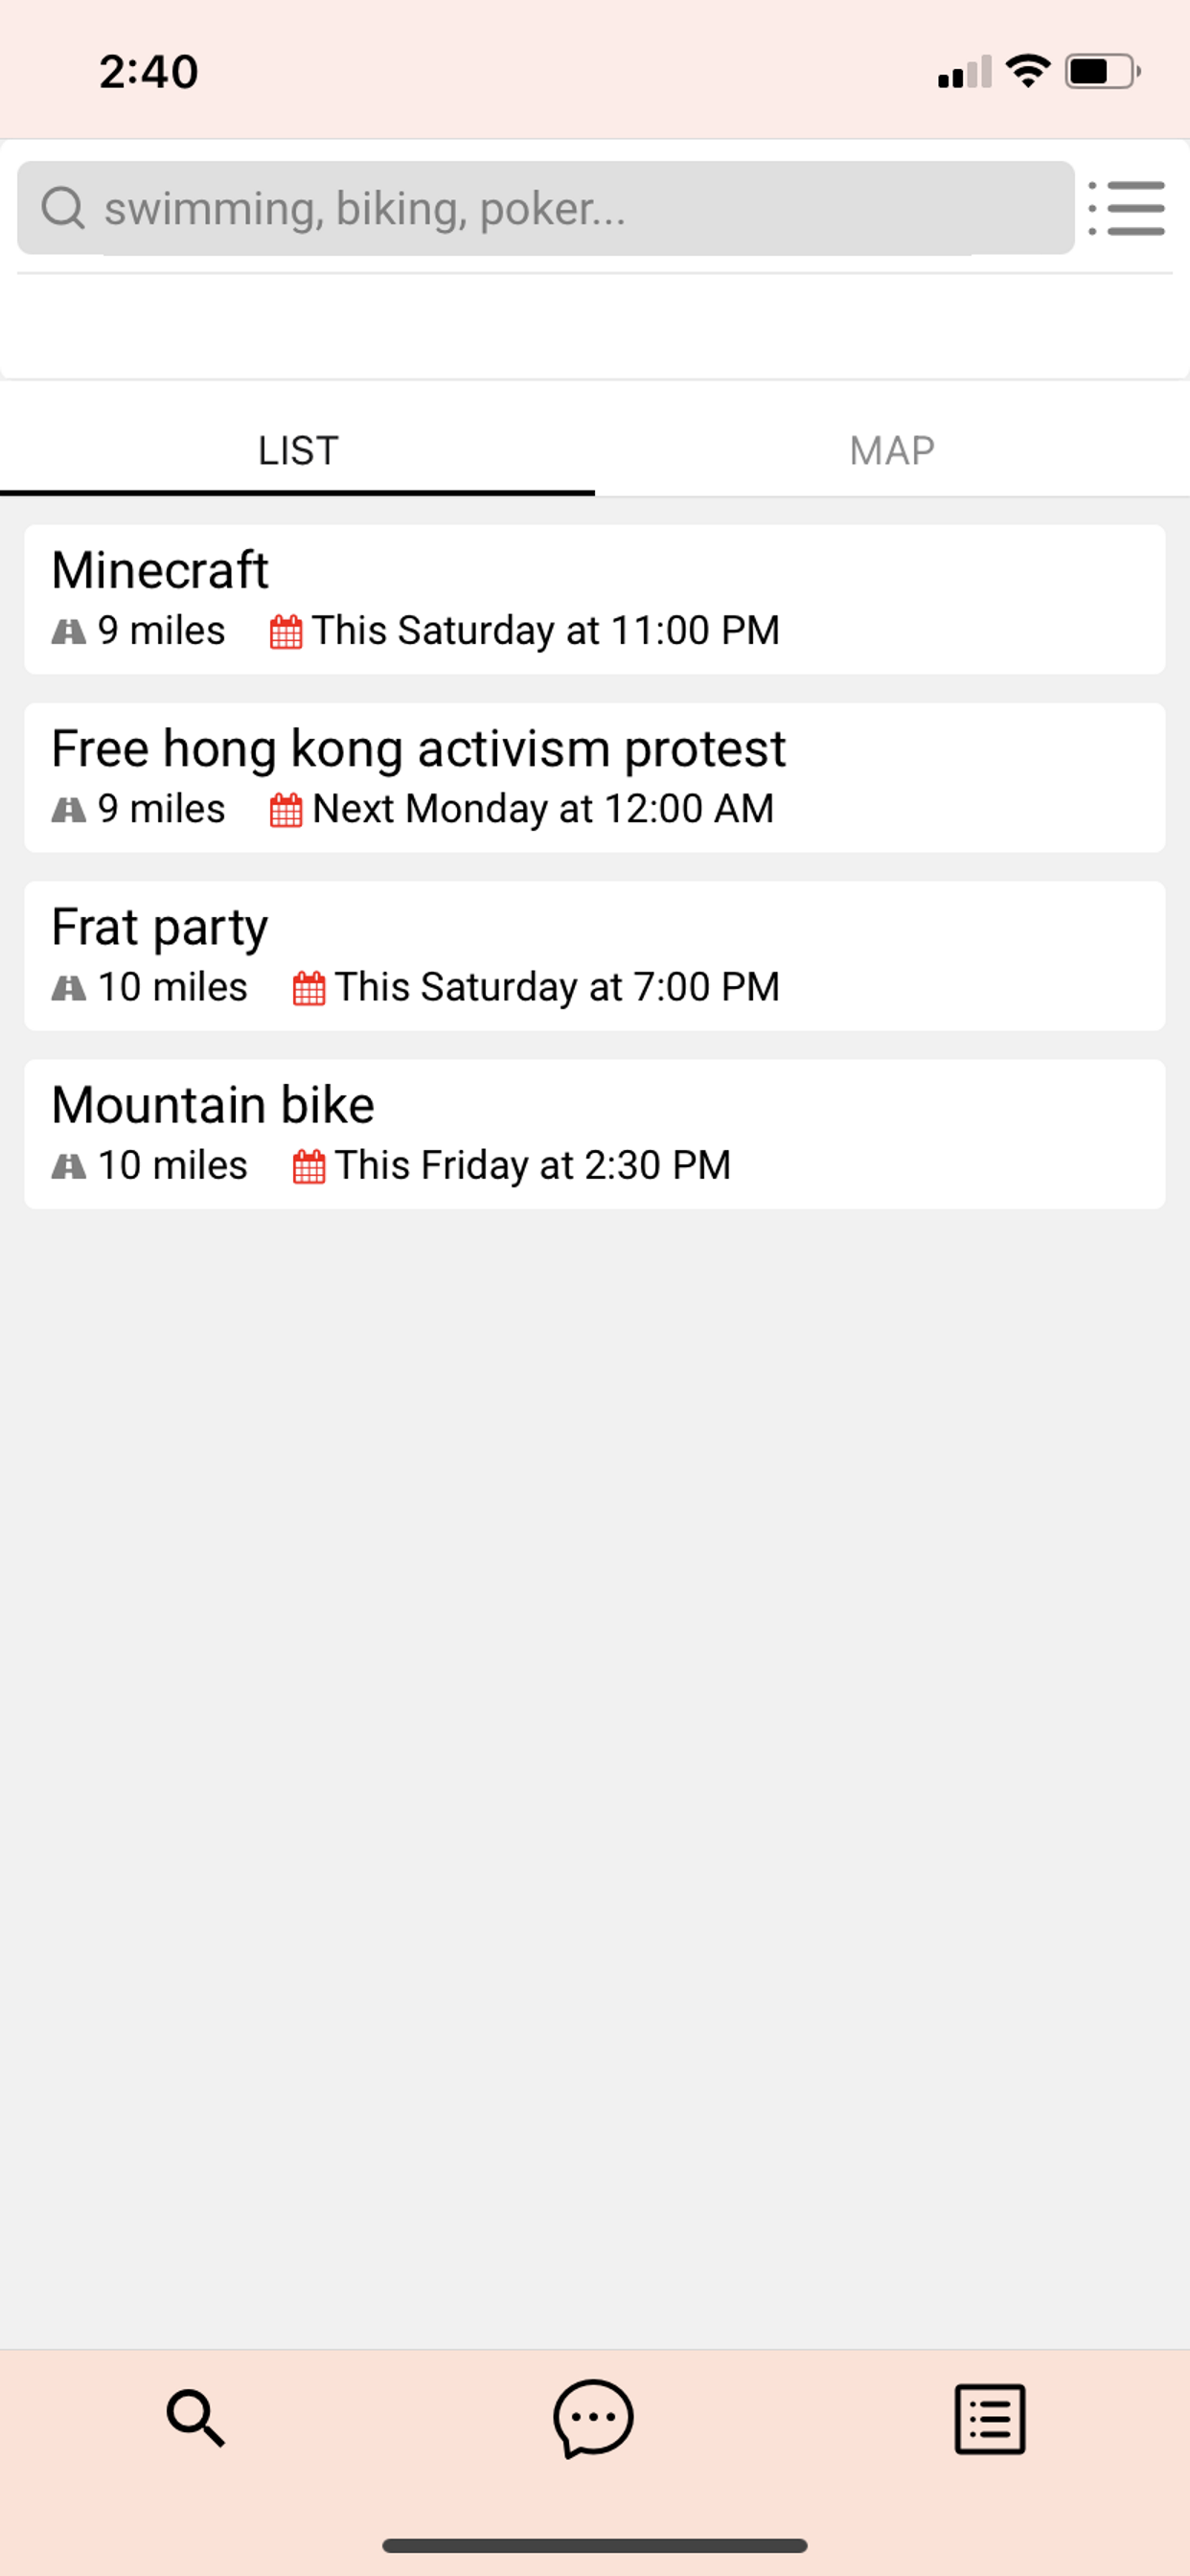 2:40
swimming, biking, poker...
LIST
MAP
Minecraft
9 miles This Saturday at 11:00 PM
Free hong kong activism protest
9 miles Next Monday at 12:00 AM
Frat party
10 miles This Saturday at 7:00 PM
Mountain bike
10 miles This Friday at 2:30 PM